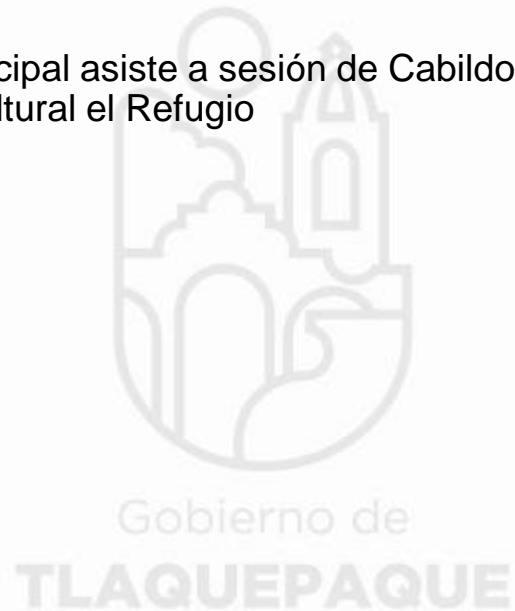 cipal asiste a sesión de Cabildo
ltural el Refugio
Gobierno de
TLAQUEPAQUE